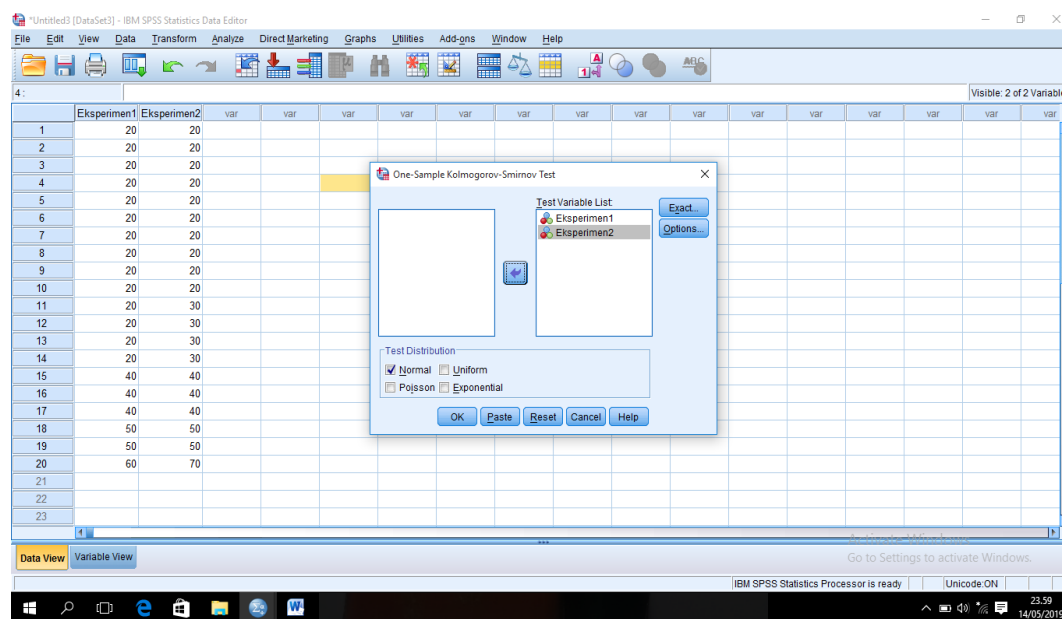 *Untitled3 [DataSet3] - IBM SPSS Statistics Data Editor
File Edit View Data Transform Analyze Direct Marketing Graphs Utilities Add-ons Window Help
4 :
Visible: 2 of 2 Variabl
Eksperimen1 Eksperimen2 var var var var var var var var var var var var var var var
1 20 20
2 20 20
3 20 20
4 20 20
5 20 20
6 20 20
7 20 20
8 20 20
9 20 20
10 20 20
11 20 30
12 20 30
13 20 30
14 20 30
15 40 40
16 40 40
17 40 40
18 50 50
19 50 50
20 60 70
21
22
23
One-Sample Kolmogorov-Smirnov Test
Test Variable List:
Eksperimen1
Eksperimen2
Exact...
Options...
Test Distribution
Normal Uniform
Poisson Exponential
OK Paste Reset Cancel Help
Data View Variable View
Go to Settings to activate Windows.
IBM SPSS Statistics Processor is ready Unicode:ON
23.59
14/05/2019